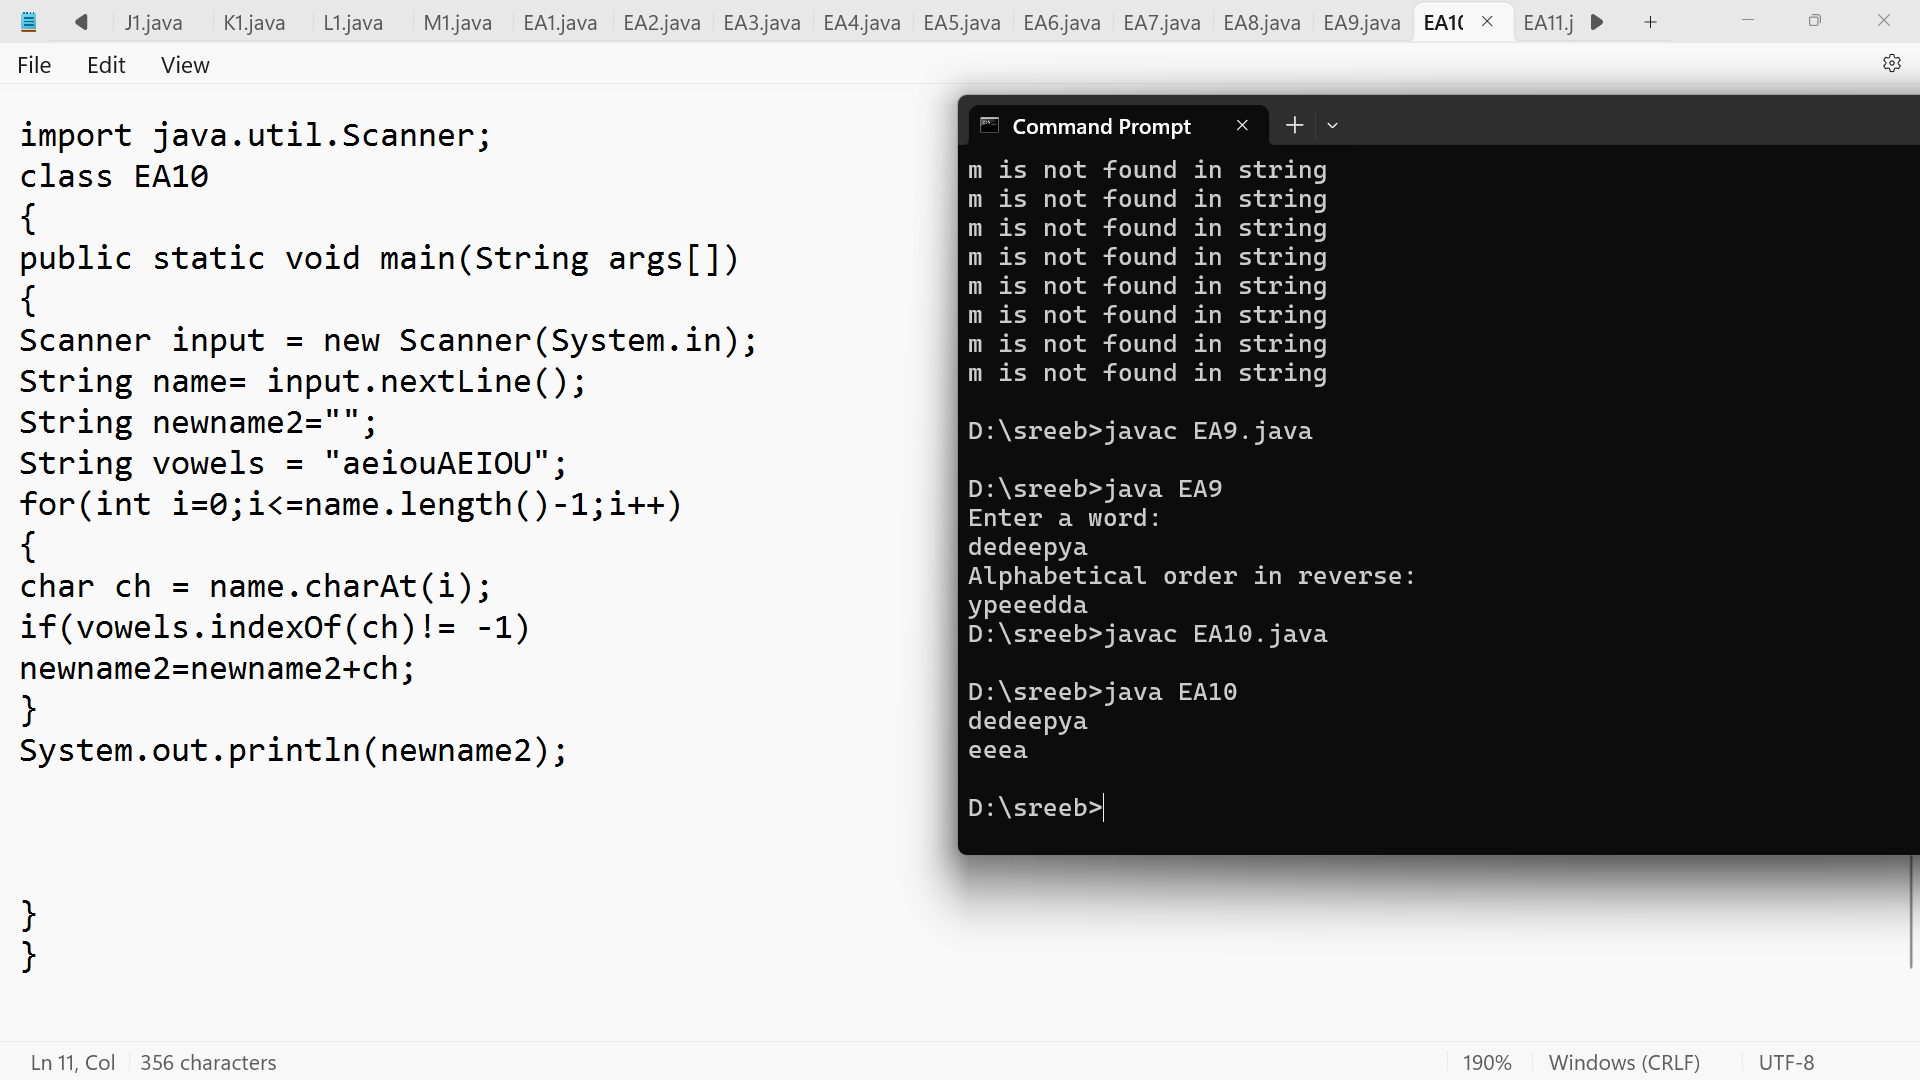 J1.java K1.java L1.java M1.java EA1.java EA2.java EA3.java EA4.java EA5.java EA6.java EA7.java EA8.java EA9.java EA10 EA11.j
File Edit View
import java.util.Scanner;
class EA10
{
public static void main(String args[])
{
Scanner input = new Scanner(System.in);
String name= input.nextLine();
String newname2="";
String vowels = "aeiouAEIOU";
for(int i=0;i<=name.length()-1;i++)
{
char ch = name.charAt(i);
if(vowels.indexOf(ch)!= -1)
newname2=newname2+ch;
}
System.out.println(newname2);
}
}
Command Prompt
m is not found in string
m is not found in string
m is not found in string
m is not found in string
m is not found in string
m is not found in string
m is not found in string
m is not found in string
D:\sreeb>javac EA9.java
D:\sreeb>java EA9
Enter a word:
dedeepya
Alphabetical order in reverse:
ypeeedda
D:\sreeb>javac EA10.java
D:\sreeb>java EA10
dedeepya
eeea
D:\sreeb>
Ln 11, Col 356 characters 190% Windows (CRLF) UTF-8